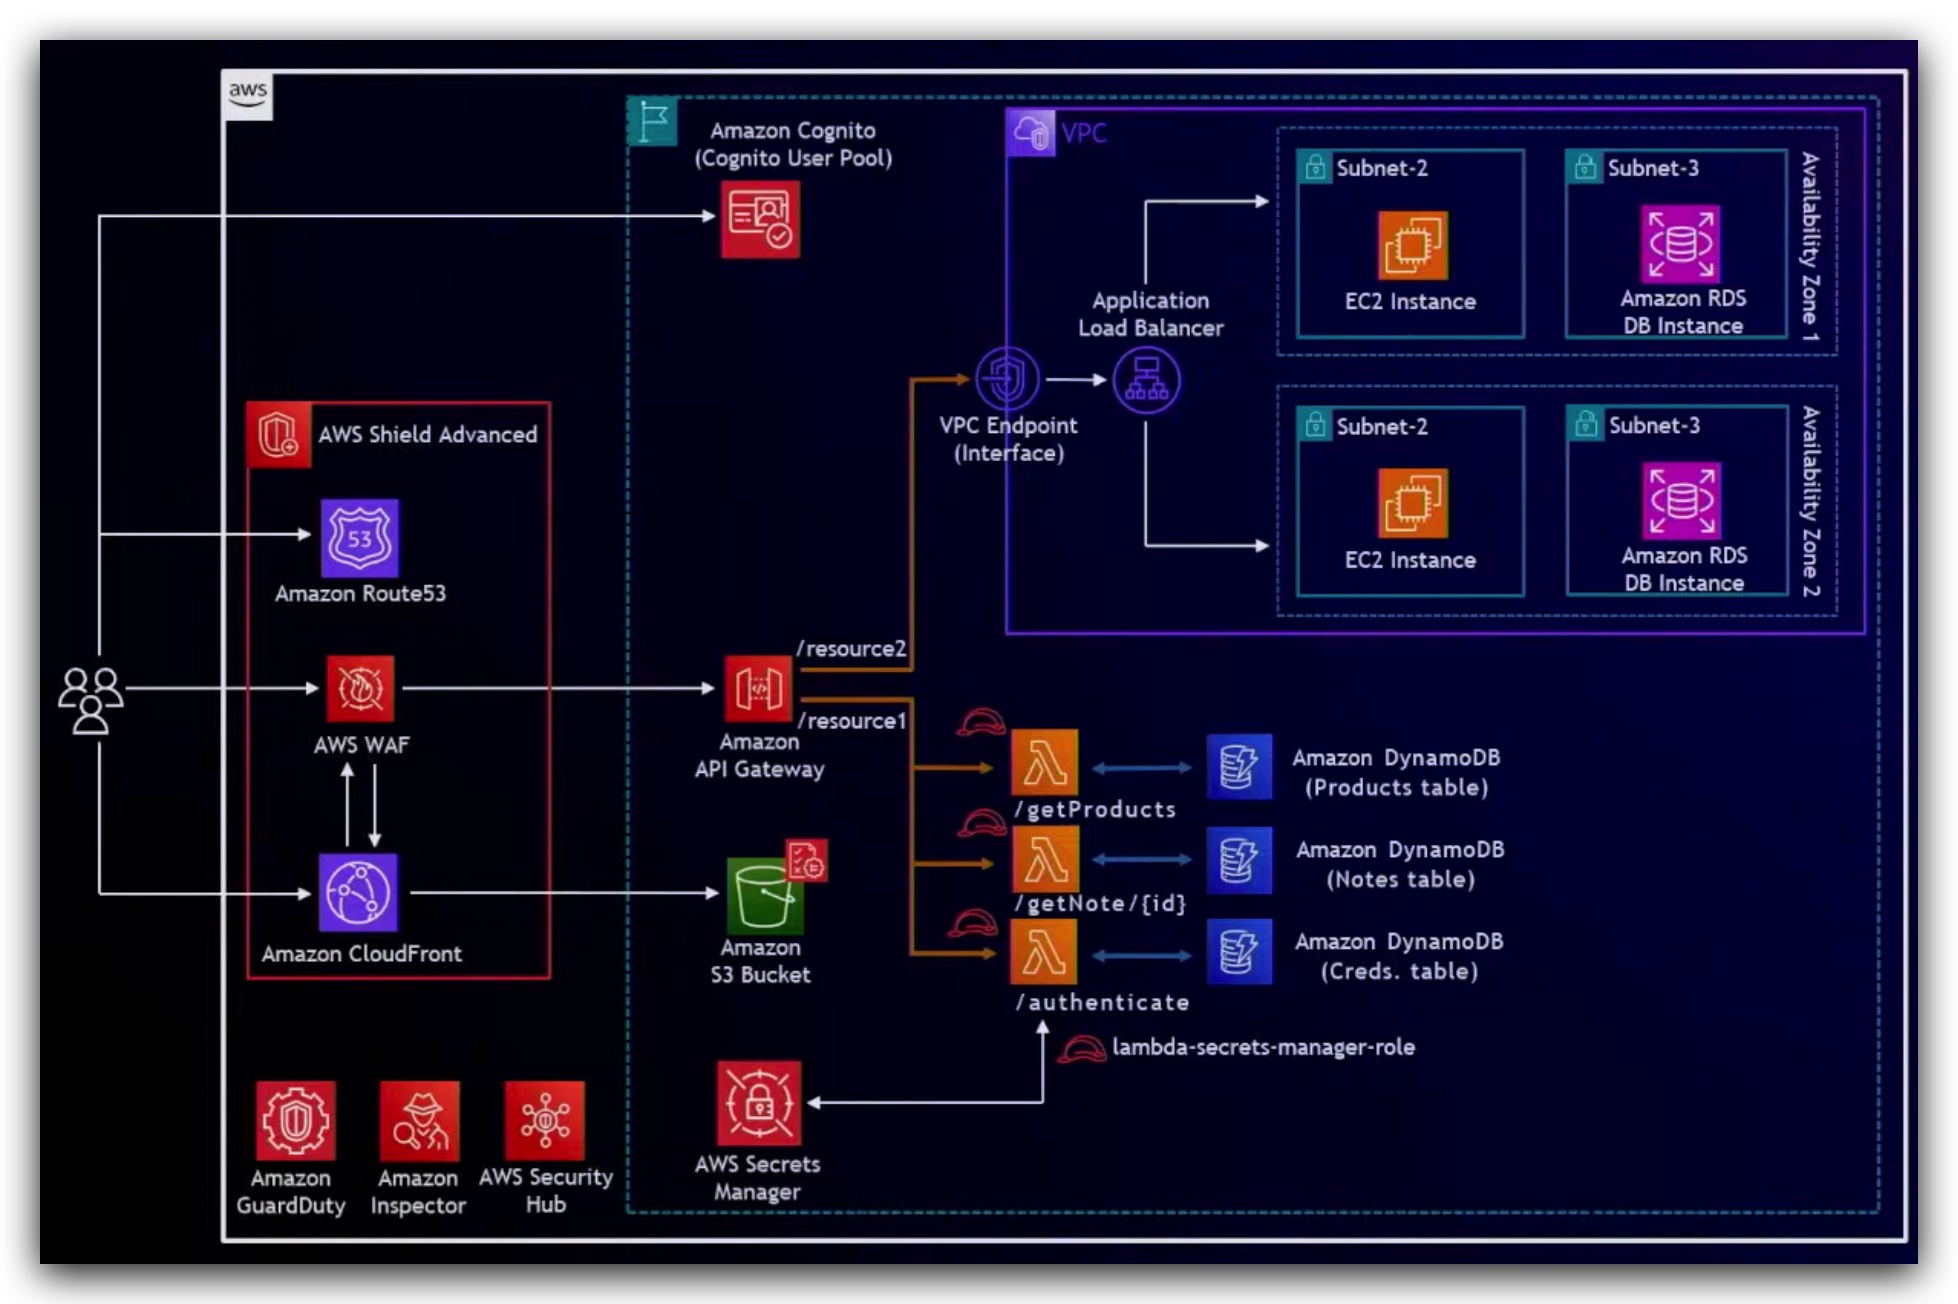 aws
Amazon Cognito
(Cognito User Pool)
VPC
Subnet-2
EC2 Instance
Subnet-3
Amazon RDS
DB Instance
Availability Zone 1
Application
Load Balancer
VPC Endpoint
(Interface)
Subnet-2
EC2 Instance
Subnet-3
Amazon RDS
DB Instance
Availability Zone 2
AWS Shield Advanced
53
Amazon Route53
AWS WAF
Amazon CloudFront
/resource2
/resource1
Amazon
API Gateway
Amazon
S3 Bucket
/getProducts
Amazon DynamoDB
(Products table)
/getNote/{id}
Amazon DynamoDB
(Notes table)
/authenticate
Amazon DynamoDB
(Creds. table)
lambda-secrets-manager-role
AWS Secrets
Manager
Amazon
GuardDuty
Amazon
Inspector
AWS Security
Hub